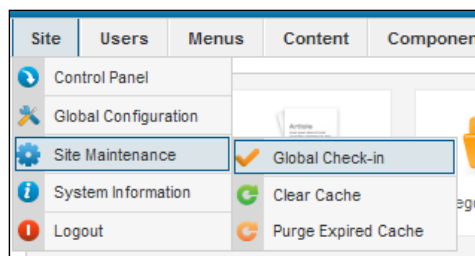 Site Users Menus Content Componen
Control Panel
Global Configuration
Article
Site Maintenance
Global Check-in
System Information
Clear Cache
Logout
Purge Expired Cache